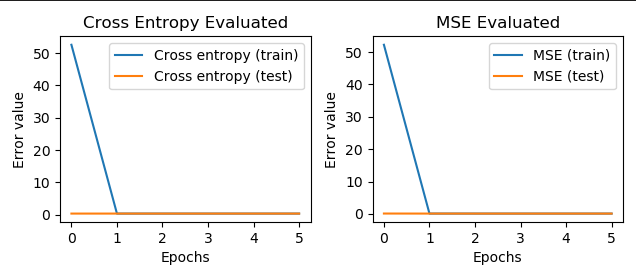 Cross Entropy Evaluated
Error value
50
40
30
20
10
0
Cross entropy (train)
Cross entropy (test)
0 1 2 3 4 5
Epochs
MSE Evaluated
Error value
50
40
30
20
10
0
MSE (train)
MSE (test)
0 1 2 3 4 5
Epochs